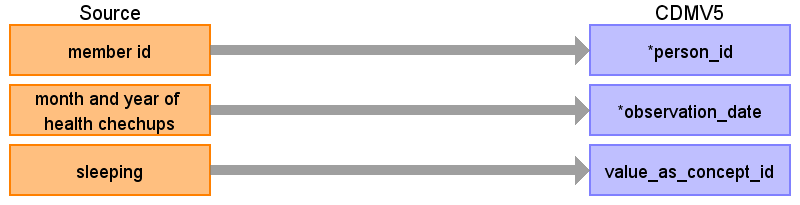 Source CDMV5
member id *person_id
month and year of
health chechups *observation_date
sleeping value_as_concept_id